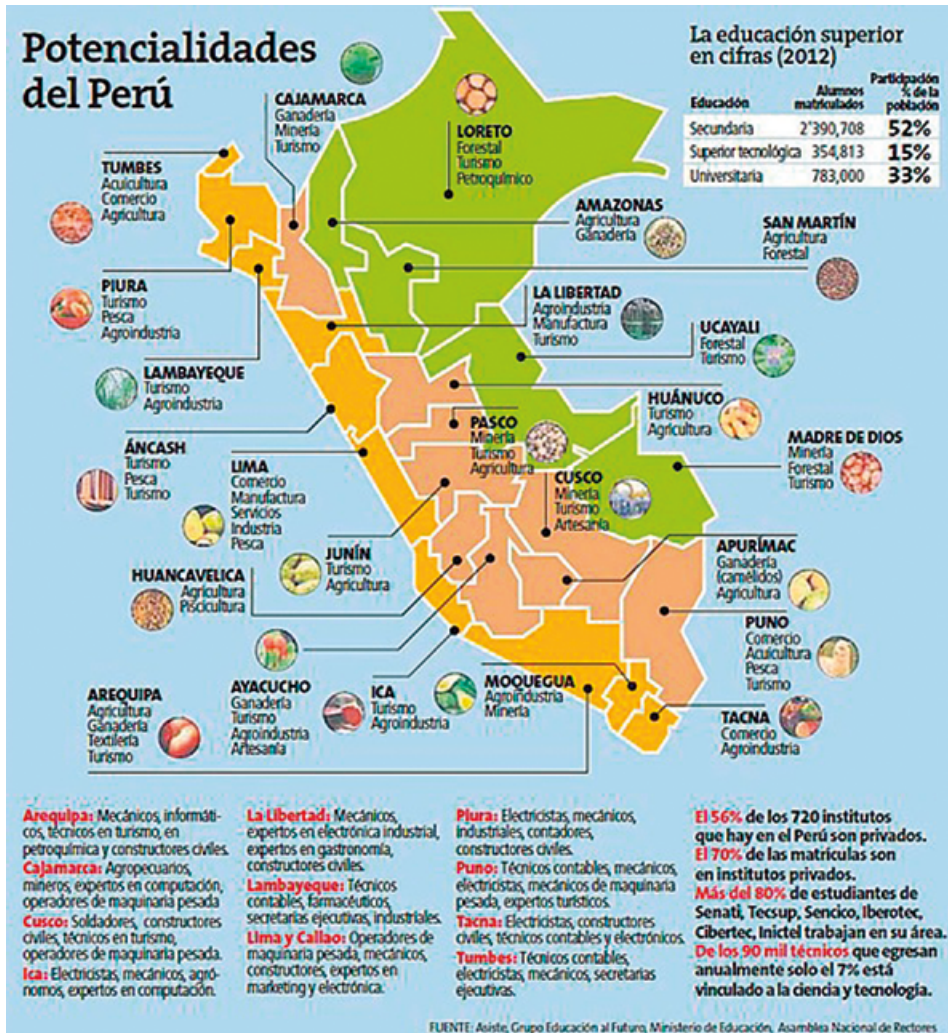 Potencialidades
del Perú
La educación superior
en cifras (2012)
Educación
Alumnos
matriculados
Participación
% de la
población
Secundaria 2'390,708 52%
Superior tecnológica 354,813 15%
Universitaria 783,000 33%
CAJAMARCA
Ganadería
Minería
Turismo
LORETO
Forestal
Turismo
Petroquímico
TUMBES
Acuicultura
Comercio
Agricultura
AMAZONAS
Agricultura
Ganadería
SAN MARTÍN
Agricultura
Forestal
PIURA
Turismo
Pesca
Agroindustria
LA LIBERTAD
Agroindustria
Manufactura
Turismo
UCAYALI
Forestal
Turismo
LAMBAYEQUE
Turismo
Agroindustria
HUÁNUCO
Turismo
Agricultura
PASCO
Minería
Turismo
Agricultura
MADRE DE DIOS
Minería
Forestal
Turismo
ÁNCASH
Turismo
Pesca
Turismo
LIMA
Comercio
Manufactura
Servicios
Industria
Pesca
CUSCO
Minería
Turismo
Artesanía
JUNÍN
Turismo
Agricultura
APURÍMAC
Ganadería
(camélidos)
Agricultura
HUANCAVELICA
Agricultura
Piscicultura
PUNO
Comercio
Acuicultura
Pesca
Turismo
AYACUCHO
Ganadería
Turismo
Agroindustria
Artesanía
ICA
Turismo
Agroindustria
MOQUEGUA
Agroindustria
Minería
AREQUIPA
Agricultura
Ganadería
Textilería
Turismo
TACNA
Comercio
Agroindustria
Arequipa: Mecánicos, informáti-
cos, técnicos en turismo, en
petroquímica y constructores civiles.
Cajamarca: Agropecuarios,
mineros, expertos en computación,
operadores de maquinaria pesada
Cusco: Soldadores, constructores
civiles, técnicos en turismo,
operadores de maquinaria pesada.
Ica: Electricistas, mecánicos, agró-
nomos, expertos en computación.
La Libertad: Mecánicos,
expertos en electrónica industrial,
expertos en gastronomía,
constructores civiles.
Lambayeque: Técnicos
contables, farmacéuticos,
secretarias ejecutivas, industriales.
Lima y Callao: Operadores de
maquinaria pesada, mecánicos,
constructores, expertos en
marketing y electrónica.
Piura: Electricistas, mecánicos,
industriales, contadores,
constructores civiles.
Puno: Técnicos contables, mecánicos,
electricistas, mecánicos de maquinaria
pesada, expertos turísticos.
Tacna: Electricistas, constructores
civiles, técnicos contables y electrónicos.
Tumbes: Técnicos contables,
electricistas, mecánicos, secretarias
ejecutivas.
El 56% de los 720 institutos
que hay en el Perú son privados.
El 70% de las matrículas son
en institutos privados.
Más del 80% de estudiantes de
Senati, Tecsup, Sencico, Iberotec,
Cibertec, Inictel trabajan en su área.
De los 90 mil técnicos que egresan
anualmente solo el 7% está
vinculado a la ciencia y tecnología.
FUENTE: Asiste, Grupo Educación al Futuro, Ministerio de Educación, Asamblea Nacional de Rectores